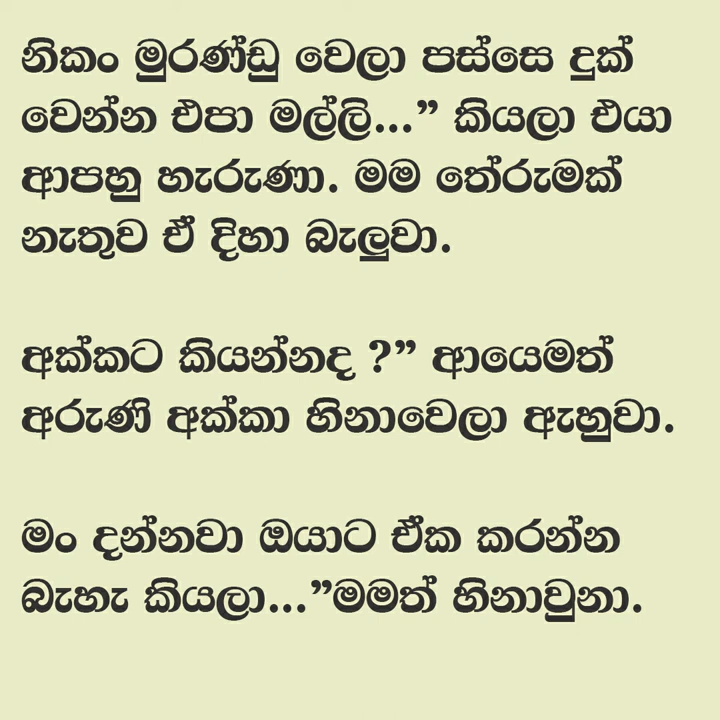 නිකං මුරණ්ඩු වෙලා පස්සෙ දුක්
වෙන්න එපා මල්ලි...” කියලා එයා
ආපහු හැරුණා. මම තේරුමක්
නැතුව ඒ දිහා බැලුවා.
අක්කට කියන්නද ?” ආයෙමත්
අරුණි අක්කා හිනාවෙලා ඇහුවා.
මං දන්නවා ඔයාට ඒක කරන්න
බැහැ කියලා...”මමත් හිනාවුනා.